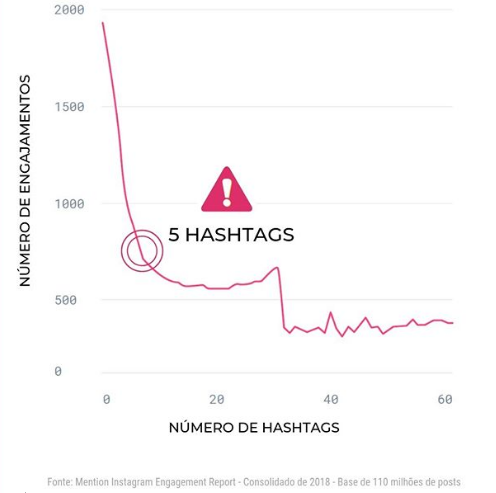 2000
1500
1000
500
0
NÚMERO DE ENGAJAMENTOS
5 HASHTAGS
0 20 40 60
NÚMERO DE HASHTAGS
Fonte: Mention Instagram Engagement Report - Consolidado de 2018 - Base de 110 milhões de posts